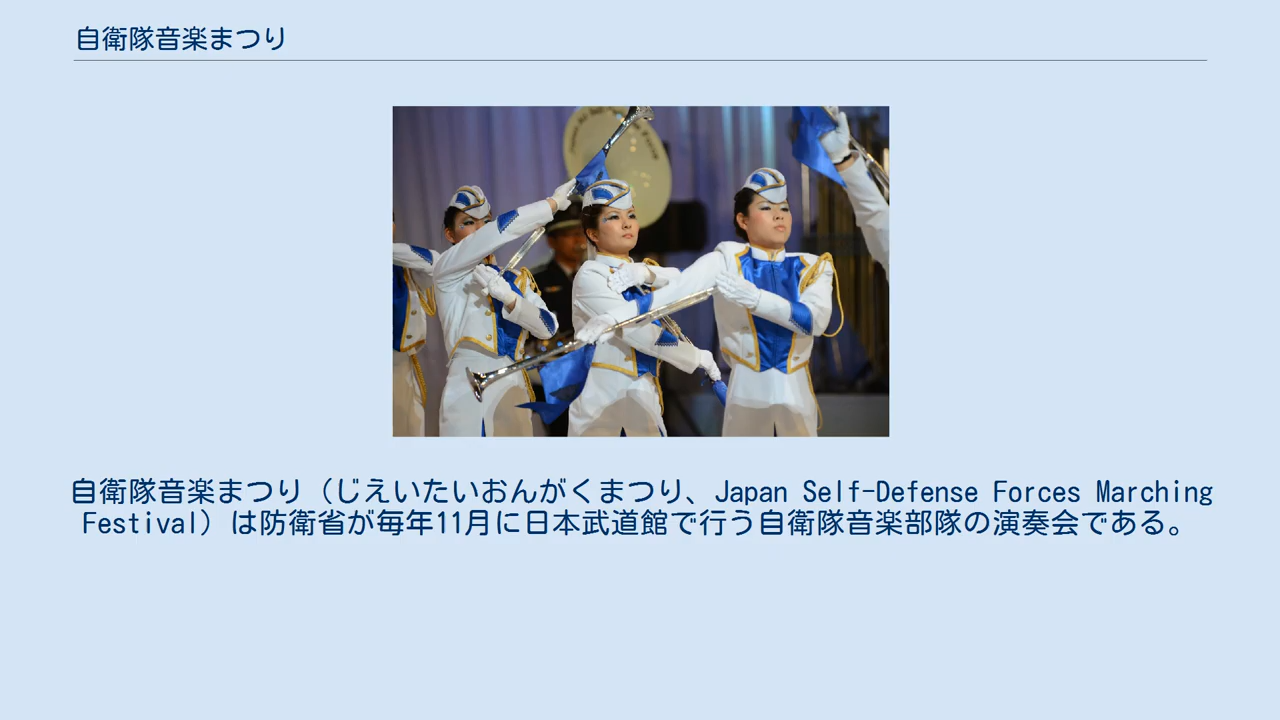 自衛隊音楽まつり
自衛隊音楽まつり（じえいたいおんがくまつり、Japan Self-Defense Forces Marching
Festival）は防衛省が毎年11月に日本武道館で行う自衛隊音楽部隊の演奏会である。